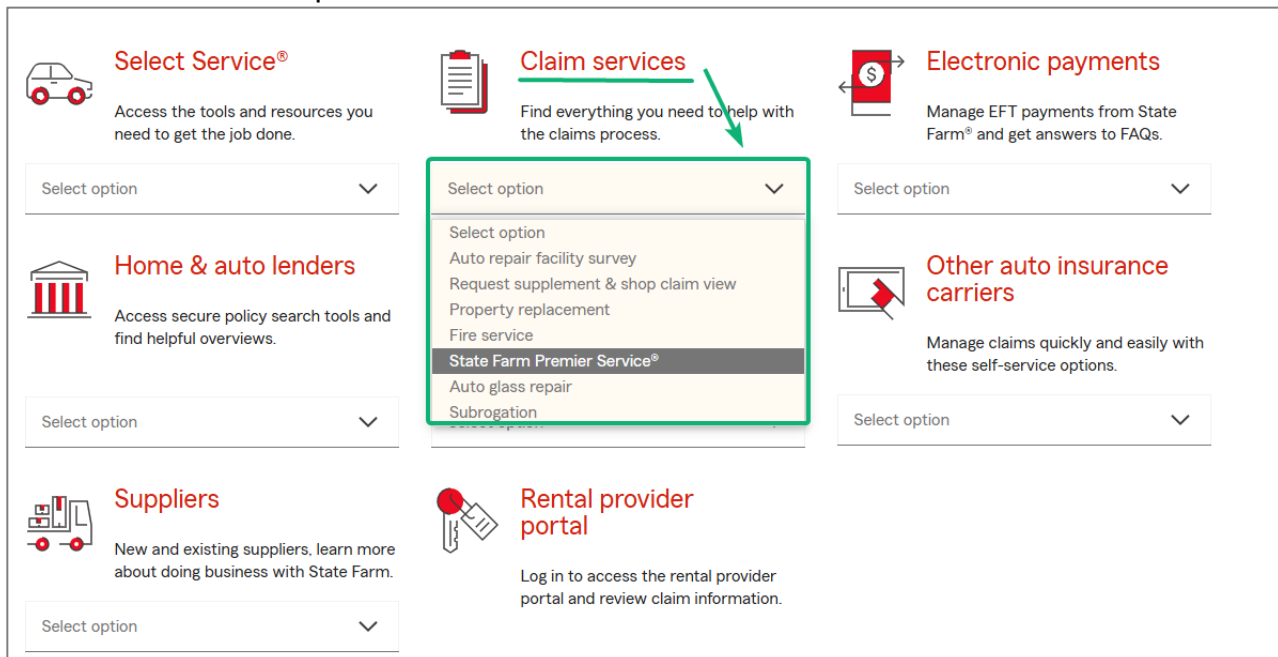 Select Service®
Access the tools and resources you
need to get the job done.
Select option
Claim services
Find everything you need to help with
the claims process.
Select option
Select option
Auto repair facility survey
Request supplement & shop claim view
Property replacement
Fire service
State Farm Premier Service®
Auto glass repair
Subrogation
Electronic payments
Manage EFT payments from State
Farm® and get answers to FAQs.
Select option
Home & auto lenders
Access secure policy search tools and
find helpful overviews.
Select option
Other auto insurance
carriers
Manage claims quickly and easily with
these self-service options.
Select option
Suppliers
New and existing suppliers, learn more
about doing business with State Farm.
Select option
Rental provider
portal
Log in to access the rental provider
portal and review claim information.